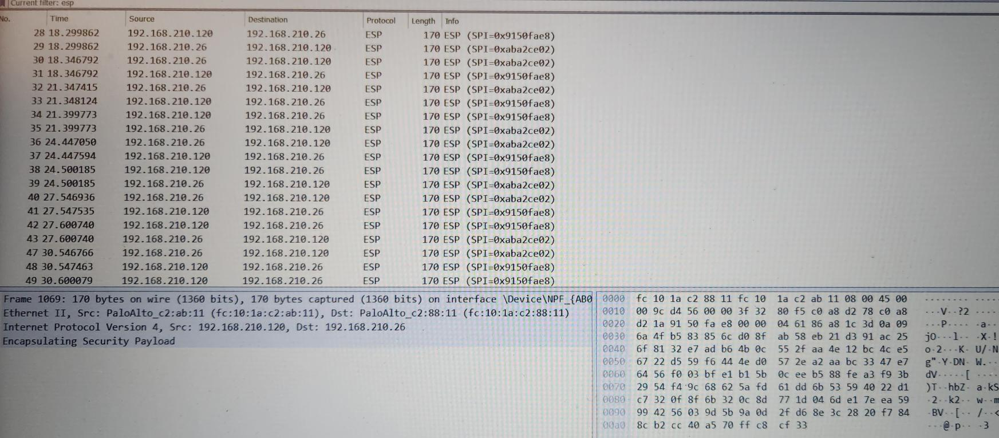 Current filter: esp
No. Time Source Destination Protocol Length Info
28 18.299862 192.168.210.120 192.168.210.26 ESP 170 ESP (SPI=0x9150fae8)
29 18.299862 192.168.210.26 192.168.210.120 ESP 170 ESP (SPI=0xaba2ce02)
30 18.346792 192.168.210.26 192.168.210.120 ESP 170 ESP (SPI=0xaba2ce02)
31 18.346792 192.168.210.120 192.168.210.26 ESP 170 ESP (SPI=0x9150fae8)
32 21.347415 192.168.210.26 192.168.210.120 ESP 170 ESP (SPI=0xaba2ce02)
33 21.348124 192.168.210.120 192.168.210.26 ESP 170 ESP (SPI=0x9150fae8)
34 21.399773 192.168.210.120 192.168.210.26 ESP 170 ESP (SPI=0x9150fae8)
35 21.399773 192.168.210.26 192.168.210.120 ESP 170 ESP (SPI=0xaba2ce02)
36 24.447050 192.168.210.26 192.168.210.120 ESP 170 ESP (SPI=0xaba2ce02)
37 24.447594 192.168.210.120 192.168.210.26 ESP 170 ESP (SPI=0x9150fae8)
38 24.500185 192.168.210.120 192.168.210.26 ESP 170 ESP (SPI=0x9150fae8)
39 24.500185 192.168.210.26 192.168.210.120 ESP 170 ESP (SPI=0xaba2ce02)
40 27.546936 192.168.210.26 192.168.210.120 ESP 170 ESP (SPI=0xaba2ce02)
41 27.547535 192.168.210.120 192.168.210.26 ESP 170 ESP (SPI=0x9150fae8)
42 27.600740 192.168.210.120 192.168.210.26 ESP 170 ESP (SPI=0x9150fae8)
43 27.600740 192.168.210.26 192.168.210.120 ESP 170 ESP (SPI=0xaba2ce02)
47 30.546766 192.168.210.26 192.168.210.120 ESP 170 ESP (SPI=0xaba2ce02)
48 30.547463 192.168.210.120 192.168.210.26 ESP 170 ESP (SPI=0x9150fae8)
49 30.600079 192.168.210.120 192.168.210.26 ESP 170 ESP (SPI=0x9150fae8)
Frame 1069: 170 bytes on wire (1360 bits), 170 bytes captured (1360 bits) on interface \Device\NPF_{AB0
Ethernet II, Src: PaloAlto_c2:ab:11 (fc:10:1a:c2:ab:11), Dst: PaloAlto_c2:88:11 (fc:10:1a:c2:88:11)
Internet Protocol Version 4, Src: 192.168.210.120, Dst: 192.168.210.26
Encapsulating Security Payload
0000 fc 10 1a c2 88 11 fc 10 1a c2 ab 11 08 00 45 00 ········ ········
0010 00 9c d4 56 00 00 3f 32 80 f5 c0 a8 d2 78 c0 a8 ···V··?2 ····
0020 d2 1a 91 50 fa e8 00 00 04 61 86 a8 1c 3d 0a 09 ···P···· ·a··
0030 6a 4f b5 83 85 6c d0 8f ab 58 eb 21 d3 91 ac 25 jO···l·· ·X·!
0040 6f 81 32 e7 ad b6 4b 0c 55 2f aa 4e 12 bc 4c e5 o·2···K· U/·N
0050 67 22 d5 59 f6 44 4e d0 57 2e a2 aa bc 33 47 e7 g"·Y·DN· W.··
0060 64 56 f0 03 bf e1 b1 5b 0c ee b5 88 fe a3 f9 3b dV·····[ ····
0070 29 54 f4 9c 68 62 5a fd 61 dd 6b 53 59 40 22 d1 )T··hbZ· a·kS
0080 c7 32 0f 8f 6b 32 0c 8d 77 1d 04 6d e1 7e ea 59 ·2··k2·· w··m
0090 99 42 56 03 9d 5b 9a 0d 2f d6 8e 3c 28 20 f7 84 ·BV··[·· /··<
00a0 8c b2 cc 40 a5 70 ff c8 cf 33 ···@·p·· ·3